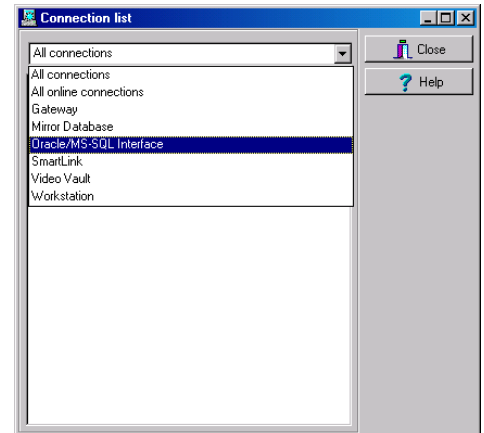 Connection list
All connections
Close
Help
All connections
All online connections
Gateway
Mirror Database
Oracle/MS-SQL Interface
SmartLink
Video Vault
Workstation